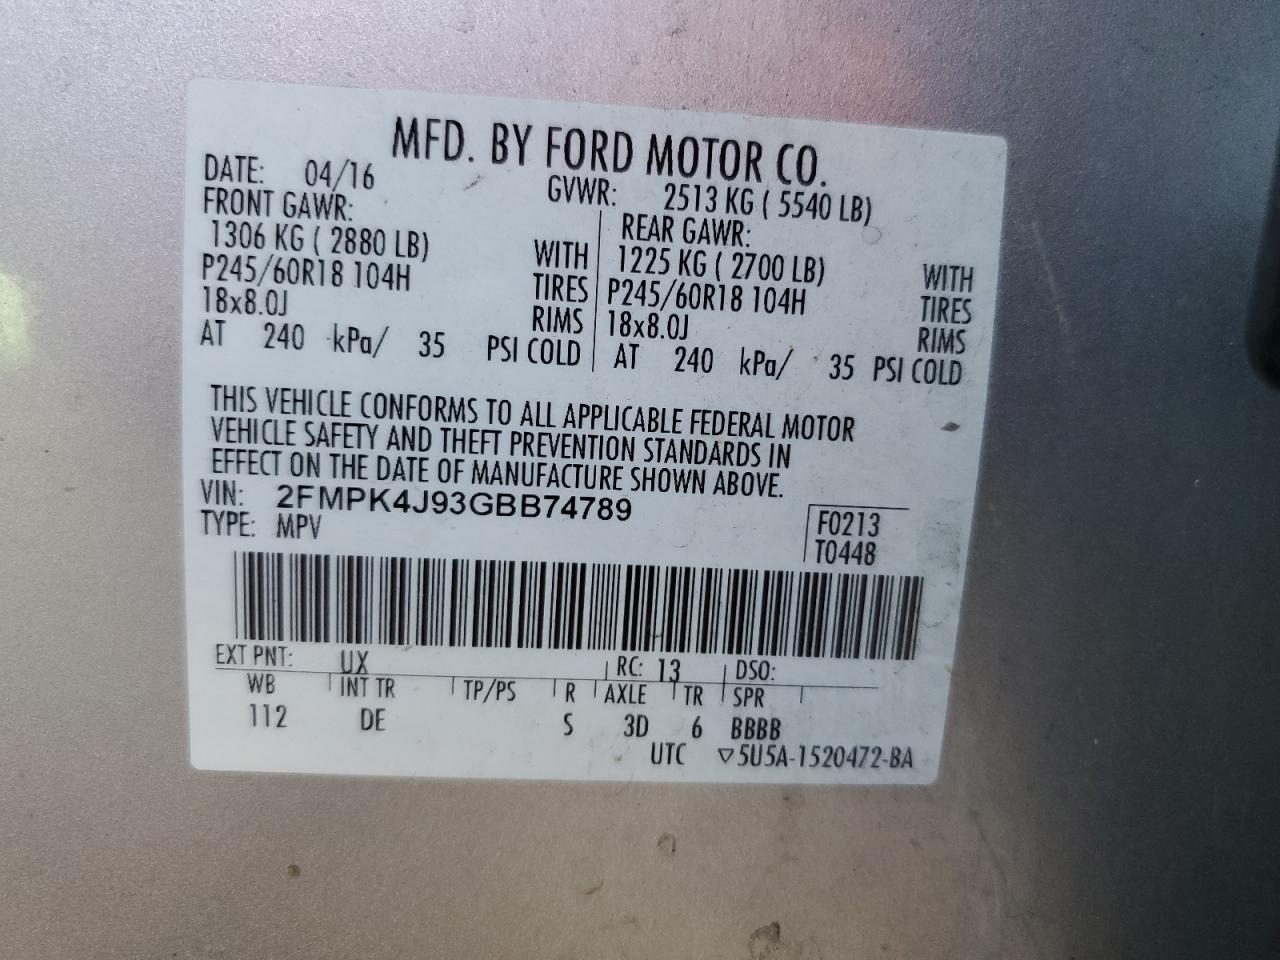 MFD. BY FORD MOTOR CO.
DATE: 04/16 GVWR: 2513 KG ( 5540 LB)
FRONT GAWR: REAR GAWR:
1306 KG ( 2880 LB) WITH 1225 KG ( 2700 LB) WITH
P245/60R18 104H TIRES P245/60R18 104H TIRES
18x8.0J RIMS 18x8.0J RIMS
AT 240 kPa/ 35 PSI COLD AT 240 kPa/ 35 PSI COLD
THIS VEHICLE CONFORMS TO ALL APPLICABLE FEDERAL MOTOR
VEHICLE SAFETY AND THEFT PREVENTION STANDARDS IN
EFFECT ON THE DATE OF MANUFACTURE SHOWN ABOVE.
VIN: 2FMPK4J93GBB74789
TYPE: MPV
F0213
T0448
EXT PNT: UX RC: 13 DSO:
WB INT TR TP/PS R AXLE TR SPR
112 DE S 3D 6 BBBB
UTC ▽5U5A-1520472-BA